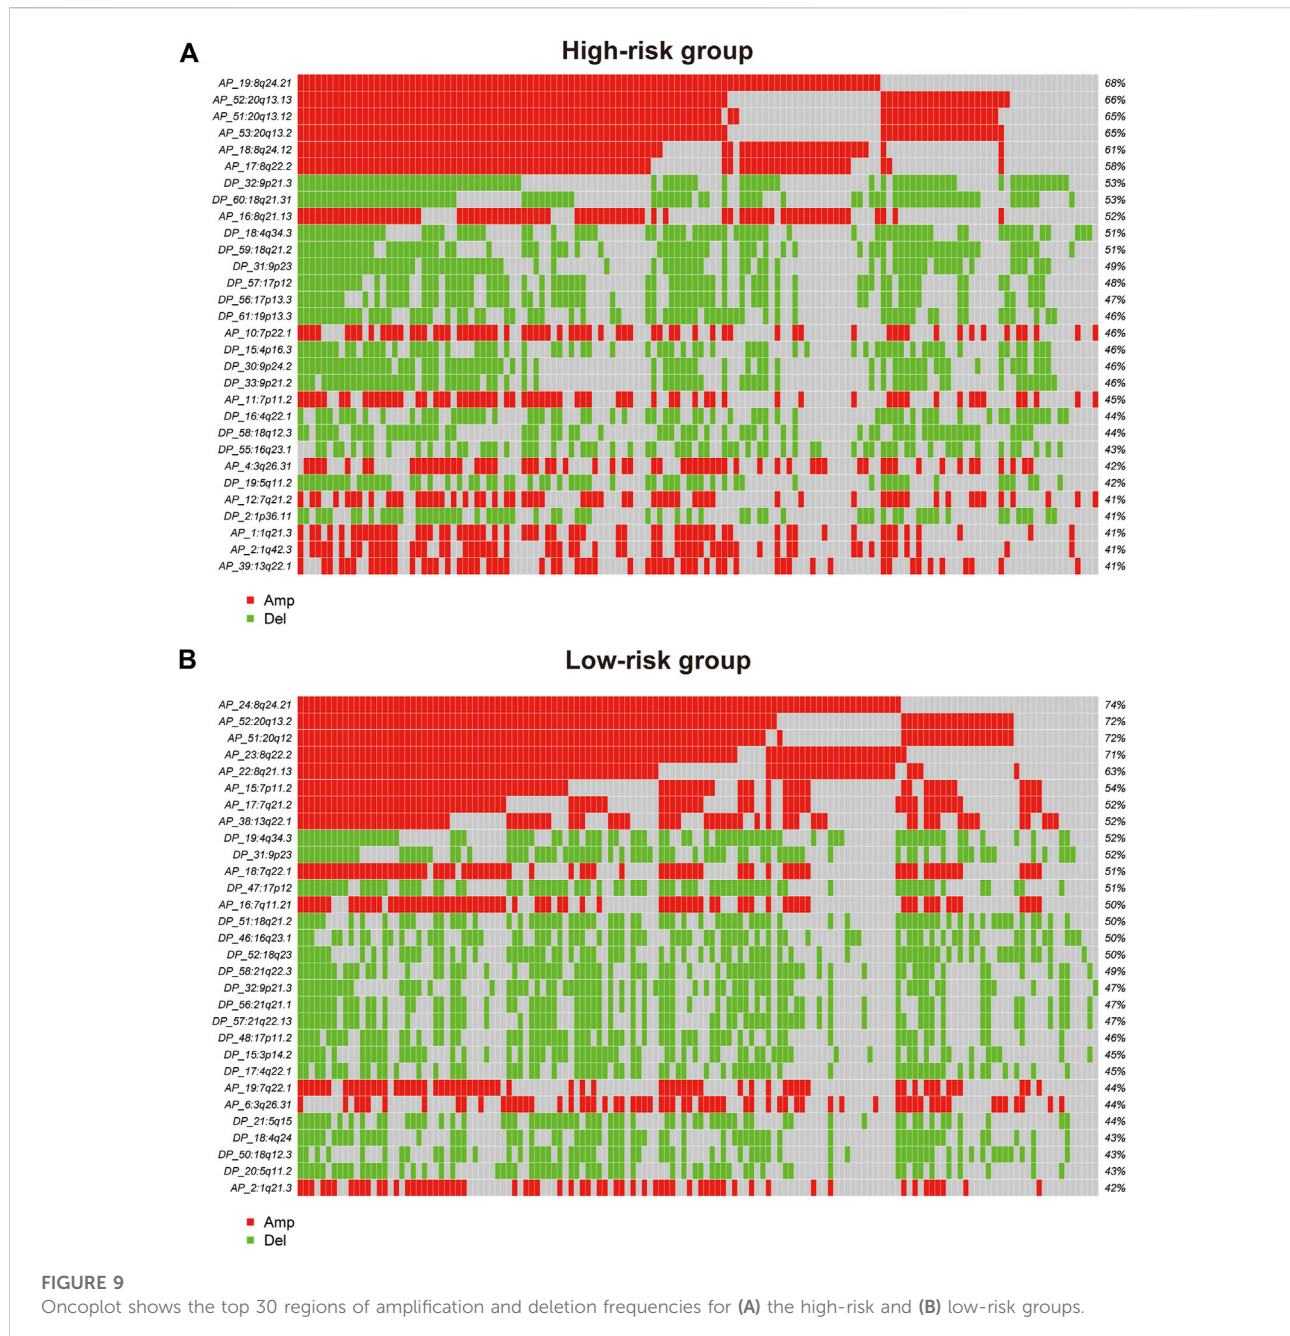 A
High-risk group
AP_19:8q24.21 68%
AP_52:20q13.13 66%
AP_51:20q13.12 65%
AP_53:20q13.2 65%
AP_18:8q24.12 61%
AP_17:8q22.2 58%
DP_32:9p21.3 53%
DP_60:18q21.31 53%
AP_16:8q21.13 52%
DP_18:4q34.3 51%
DP_59:18q21.2 51%
DP_31:9p23 49%
DP_57:17p12 48%
DP_56:17p13.3 47%
DP_61:19p13.3 46%
AP_10:7p22.1 46%
DP_15:4p16.3 46%
DP_30:9p24.2 46%
DP_33:9p21.2 46%
AP_11:7p11.2 45%
DP_16:4q22.1 44%
DP_58:18q12.3 44%
DP_55:16q23.1 43%
AP_4:3q26.31 42%
DP_19:5q11.2 42%
AP_12:7q21.2 41%
DP_2:1p36.11 41%
AP_1:1q21.3 41%
AP_2:1q42.3 41%
AP_39:13q22.1 41%
Amp
Del
B
Low-risk group
AP_24:8q24.21 74%
AP_52:20q13.2 72%
AP_51:20q12 72%
AP_23:8q22.2 71%
AP_22:8q21.13 63%
AP_15:7p11.2 54%
AP_17:7q21.2 52%
AP_38:13q22.1 52%
DP_19:4q34.3 52%
DP_31:9p23 52%
AP_18:7q22.1 51%
DP_47:17p12 51%
AP_16:7q11.21 50%
DP_51:18q21.2 50%
DP_46:16q23.1 50%
DP_52:18q23 50%
DP_58:21q22.3 49%
DP_32:9p21.3 47%
DP_56:21q21.1 47%
DP_57:21q22.13 47%
DP_48:17p11.2 46%
DP_15:3p14.2 45%
DP_17:4q22.1 45%
AP_19:7q22.1 44%
AP_6:3q26.31 44%
DP_21:5q15 44%
DP_18:4q24 43%
DP_50:18q12.3 43%
DP_20:5q11.2 43%
AP_2:1q21.3 42%
Amp
Del
FIGURE 9
Oncoplot shows the top 30 regions of amplification and deletion frequencies for (A) the high-risk and (B) low-risk groups.